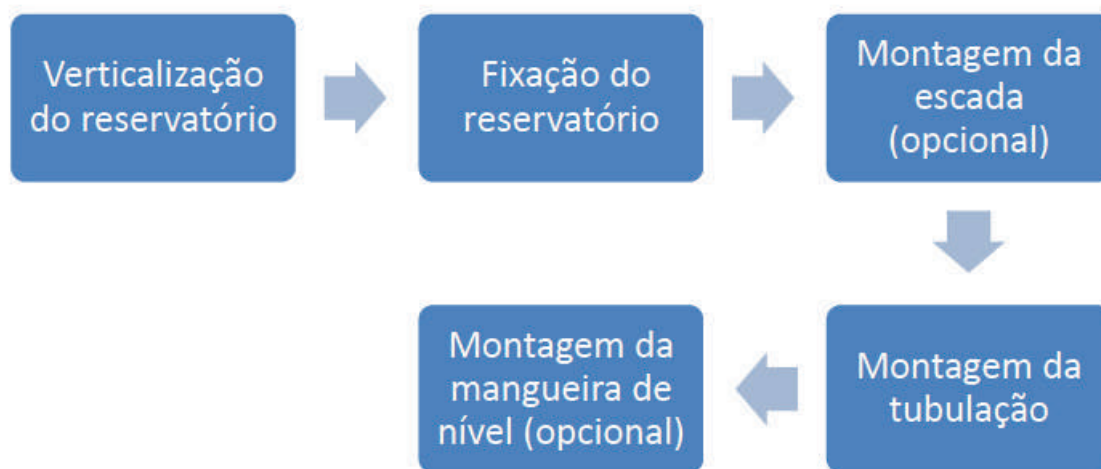 Verticalização
do reservatório
Fixação do
reservatório
Montagem da
escada
(opcional)
Montagem da
tubulação
Montagem da
mangueira de
nível (opcional)